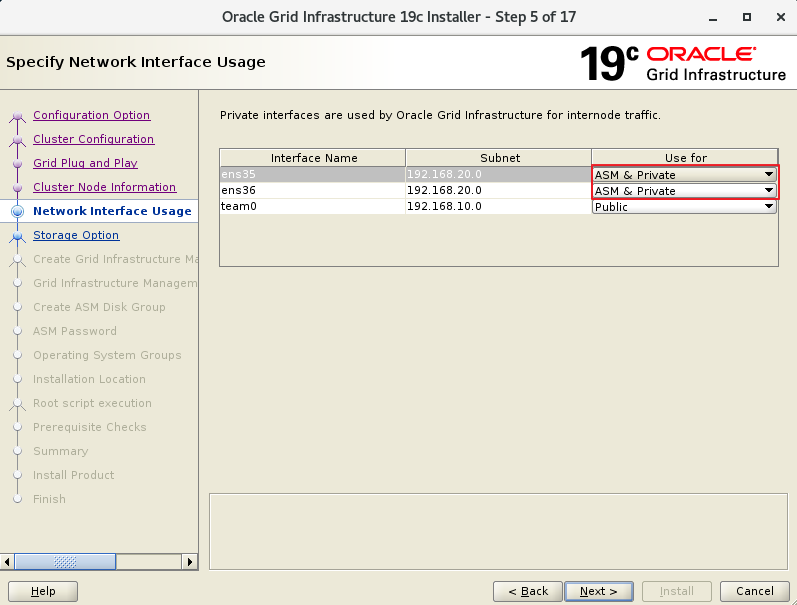 Oracle Grid Infrastructure 19c Installer - Step 5 of 17
Specify Network Interface Usage
19c ORACLE
Grid Infrastructure
Configuration Option
Cluster Configuration
Grid Plug and Play
Cluster Node Information
Network Interface Usage
Storage Option
Create Grid Infrastructure Ma
Grid Infrastructure Managem
Create ASM Disk Group
ASM Password
Operating System Groups
Installation Location
Root script execution
Prerequisite Checks
Summary
Install Product
Finish
Private interfaces are used by Oracle Grid Infrastructure for internode traffic.
Interface Name Subnet Use for
ens35 192.168.20.0 ASM & Private
ens36 192.168.20.0 ASM & Private
team0 192.168.10.0 Public
Help < Back Next > Install Cancel